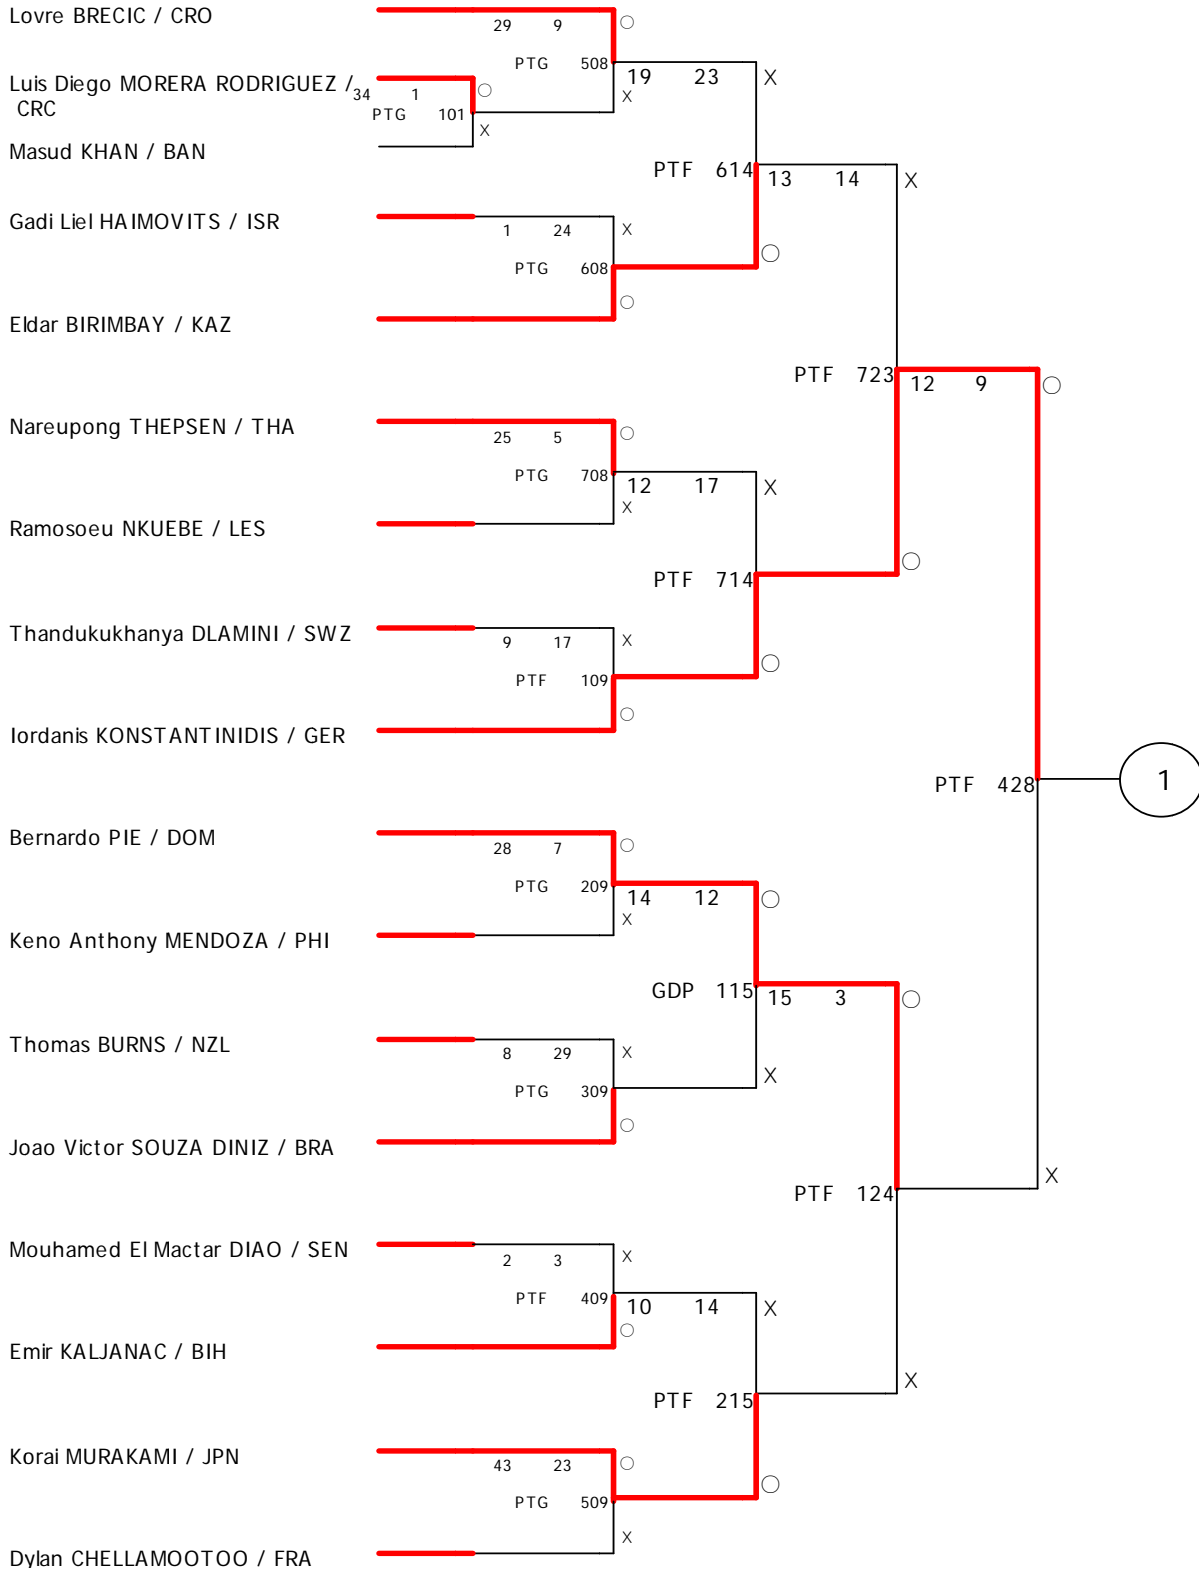 Lovre BRECIC / CRO
29 9
PTG 508
Luis Diego MORERA RODRIGUEZ /
CRC
34 1
PTG 101
X
X
19 23
X
Masud KHAN / BAN
PTF 614
13 14
X
Gadi Liel HAIMOVITS / ISR
1 24
X
PTG 608
Eldar BIRIMBAY / KAZ
PTF 723
12 9
Nareupong THEPSEN / THA
25 5
PTG 708
X
12 17
X
Ramosoeu NKUEBE / LES
PTF 714
Thandukukhanya DLAMINI / SWZ
9 17
X
PTF 109
Iordanis KONSTANTINIDIS / GER
PTF 428
1
Bernardo PIE / DOM
28 7
PTG 209
X
14 12
Keno Anthony MENDOZA / PHI
GDP 115
15 3
Thomas BURNS / NZL
8 29
X
PTG 309
X
Joao Victor SOUZA DINIZ / BRA
PTF 124
X
Mouhamed El Mactar DIAO / SEN
2 3
X
PTF 409
10 14
X
Emir KALJANAC / BIH
PTF 215
X
Korai MURAKAMI / JPN
43 23
PTG 509
X
Dylan CHELLAMOOTOO / FRA